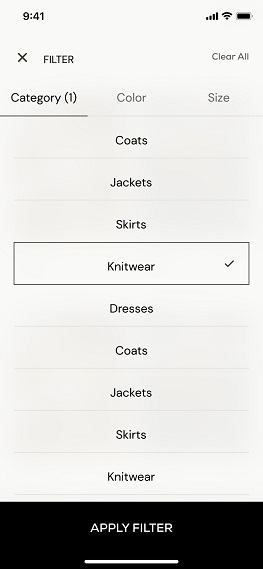 9:41
FILTER
Clear All
Category (1) Color Size
Coats
Jackets
Skirts
Knitwear
Dresses
Coats
Jackets
Skirts
Knitwear
APPLY FILTER